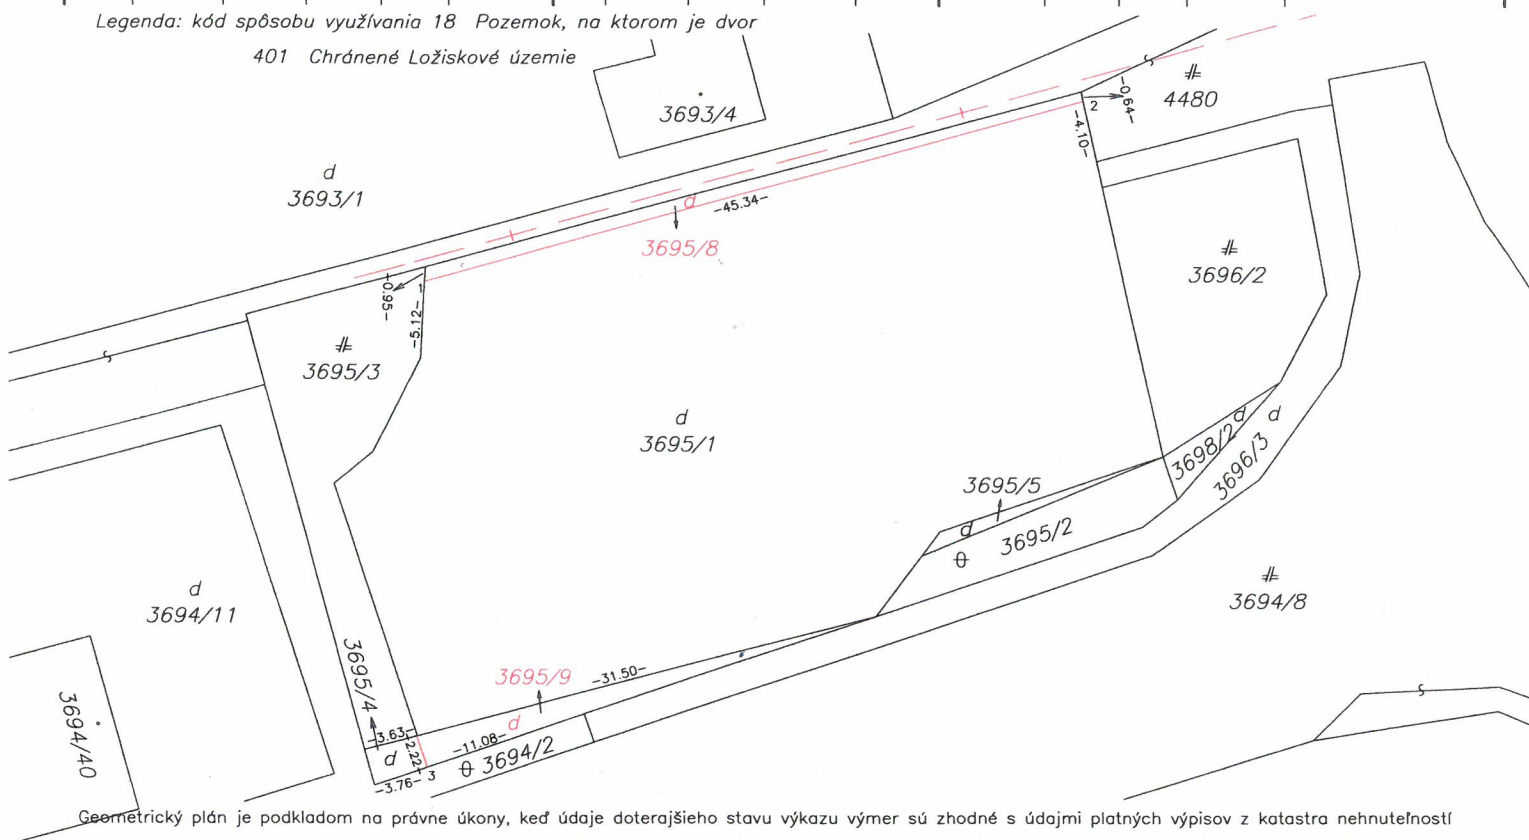 Legenda: kód spôsobu využívania 18 Pozemok, na ktorom je dvor
401 Chránené Ložiskové územie
3693/4
4480
2
-0.64-
-4.10-
d
3693/1
d
-45.34-
3695/8
3696/2
-0.95-
1
-5.12-
3695/3
d
3695/1
d
d
3698/2
3696/3
3695/5
d
3695/2
3694/8
d
3694/11
3695/4
3695/9
-31.50-
d
3694/40
-3.63-
-2.22-
-11.08-
d
3694/2
-3.76-
3
Geometrický plán je podkladom na právne úkony, keď údaje doterajšieho stavu výkazu výmer sú zhodné s údajmi platných výpisov z katastra nehnuteľností